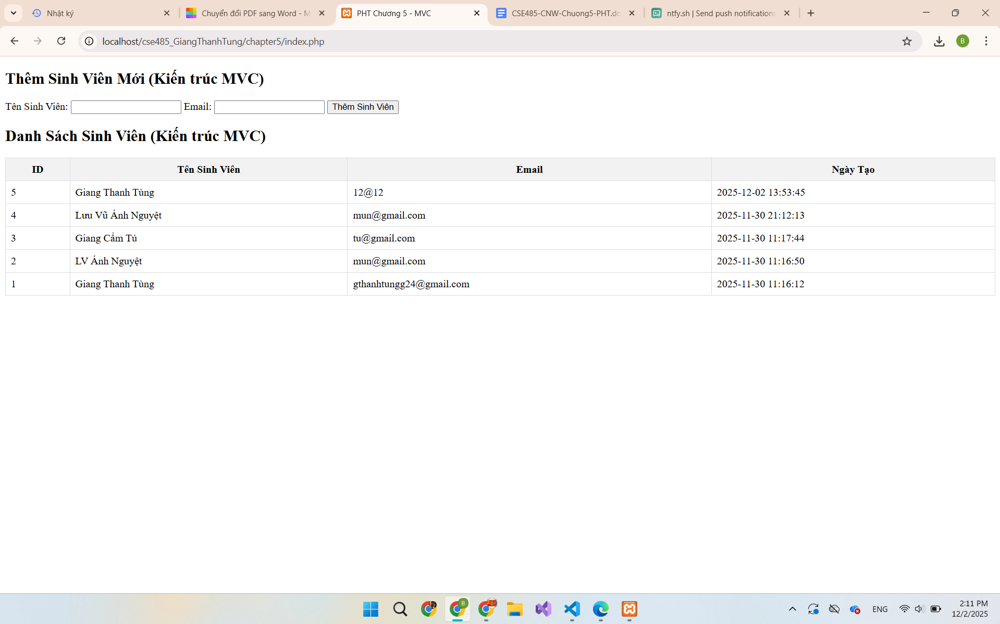 Nhật ký
Chuyển đổi PDF sang Word - M
PHT Chương 5 - MVC
CSE485-CNW-Chuong5-PHT.do
ntfy.sh | Send push notifications
localhost/cse485_GiangThanhTung/chapter5/index.php
B
Thêm Sinh Viên Mới (Kiến trúc MVC)
Tên Sinh Viên: Email: Thêm Sinh Viên
Danh Sách Sinh Viên (Kiến trúc MVC)
ID Tên Sinh Viên Email Ngày Tạo
5 Giang Thanh Tùng 12@12 2025-12-02 13:53:45
4 Lưu Vũ Ánh Nguyệt mun@gmail.com 2025-11-30 21:12:13
3 Giang Cẩm Tú tu@gmail.com 2025-11-30 11:17:44
2 LV Ánh Nguyệt mun@gmail.com 2025-11-30 11:16:50
1 Giang Thanh Tùng gthanhtungg24@gmail.com 2025-11-30 11:16:12
B
ENG
2:11 PM
12/2/2025